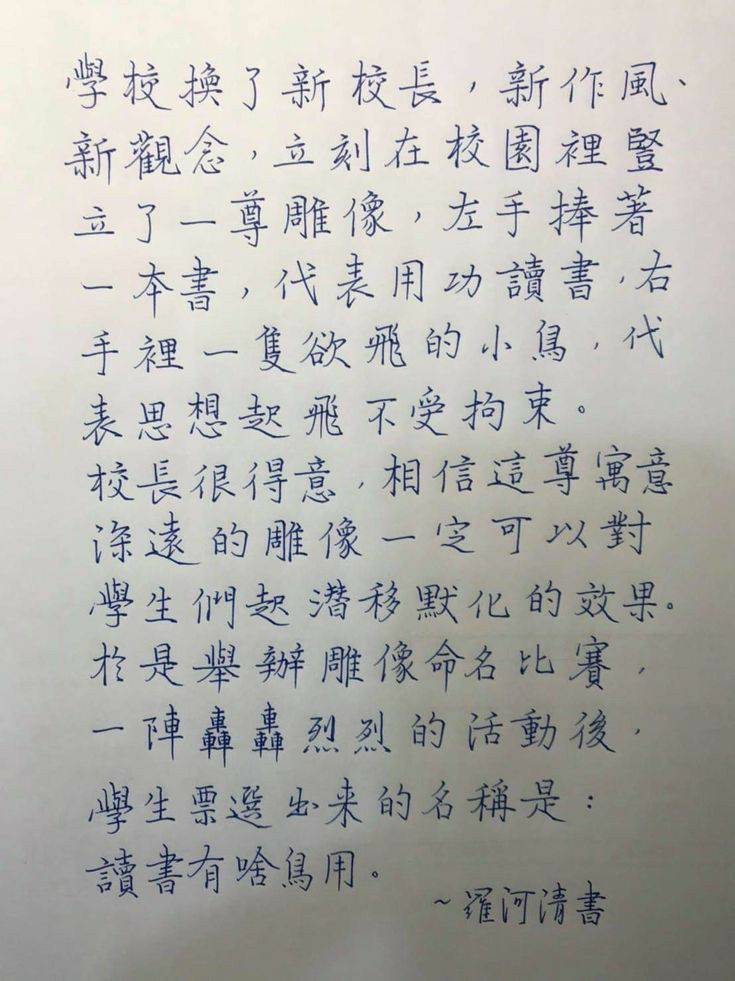 學校換了新校長，新作風、
新觀念，立刻在校園裡豎
立了一尊雕像，左手捧著
一本書，代表用功讀書，右
手裡一隻欲飛的小鳥，代
表思想起飛不受拘束。
校長很得意，相信這尊寓意
深遠的雕像一定可以對
學生們起潛移默化的效果。
於是舉辦雕像命名比賽，
一陣轟轟烈烈的活動後，
學生票選出来的名稱是：
讀書有啥鳥用。
~羅河清書